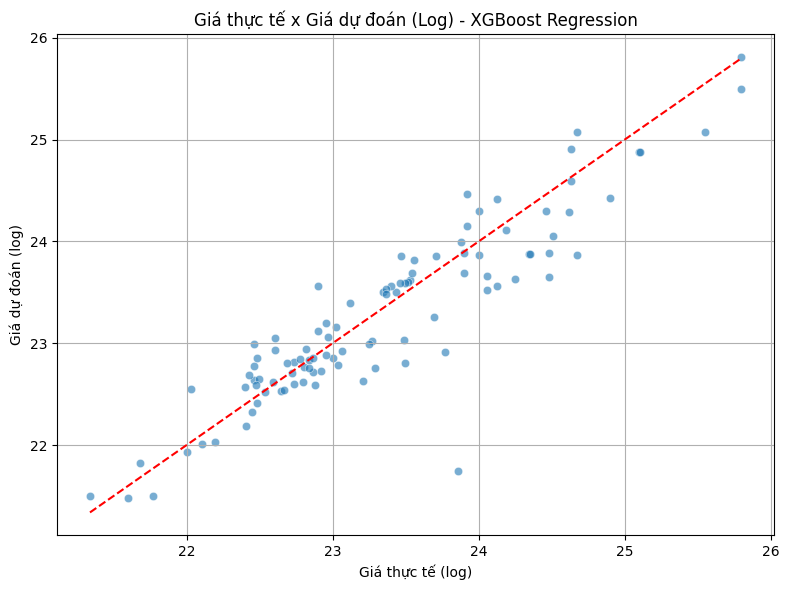 Giá thực tế x Giá dự đoán (Log) - XGBoost Regression
26
25
24
23
22
Giá dự đoán (log)
22 23 24 25 26
Giá thực tế (log)